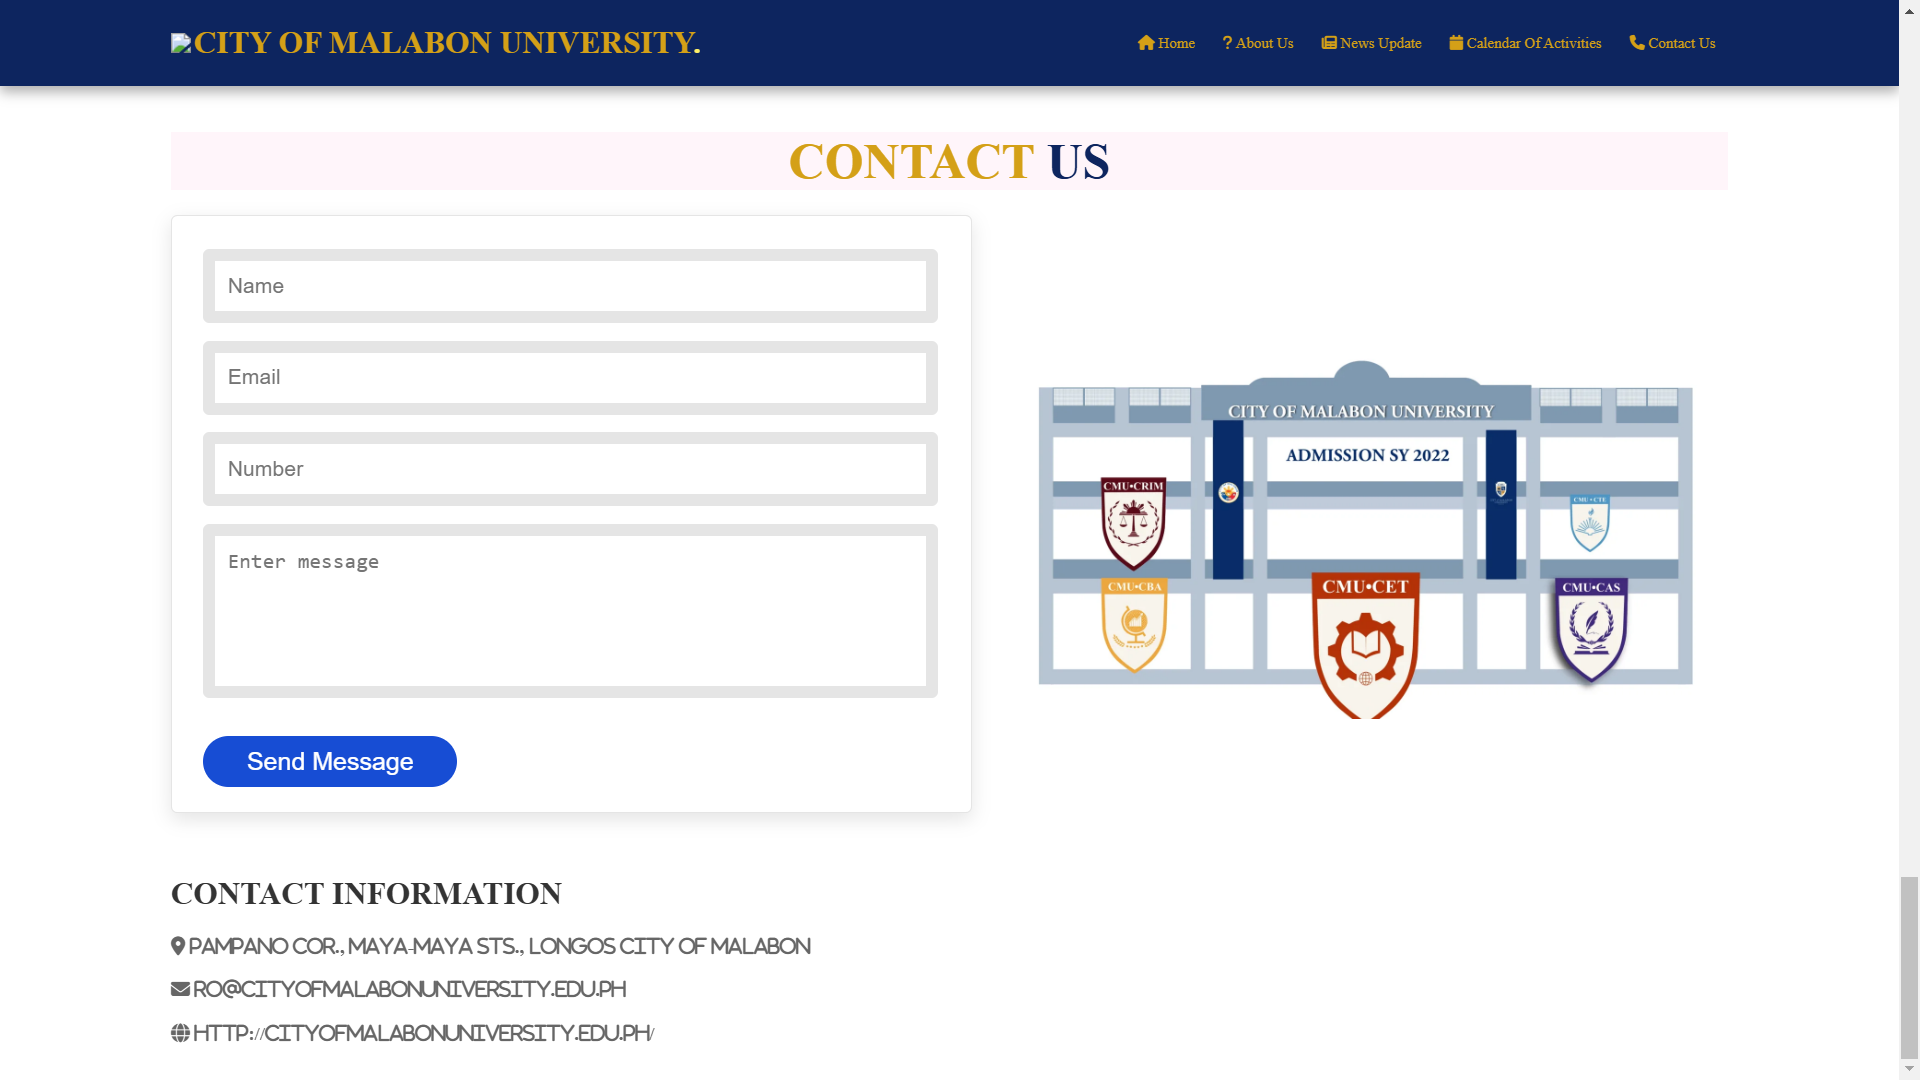 CITY OF MALABON UNIVERSITY.
Home
? About Us
News Update
Calendar Of Activities
Contact Us
CONTACT US
Name
Email
Number
Enter message
Send Message
CITY OF MALABON UNIVERSITY
ADMISSION SY 2022
CMU•CRIM
CMU•CTE
CMU•CBA
CMU•CET
CMU•CAS
CONTACT INFORMATION
PAMPANO COR., MAYA-MAYA STS., LONGOS CITY OF MALABON
RO@CITYOFMALABONUNIVERSITY.EDU.PH
HTTP://CITYOFMALABONUNIVERSITY.EDU.PH/